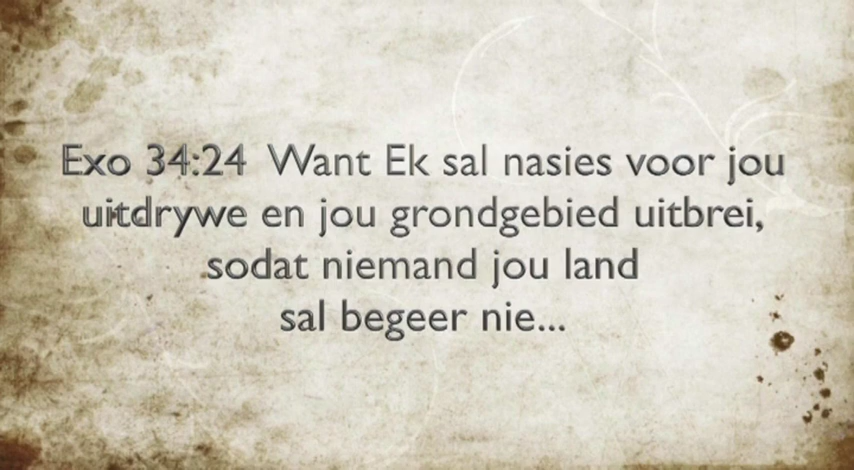 Exo 34:24 Want Ek sal nasies voor jou
uitdrywe en jou grondgebied uitbrei,
sodat niemand jou land
sal begeer nie...